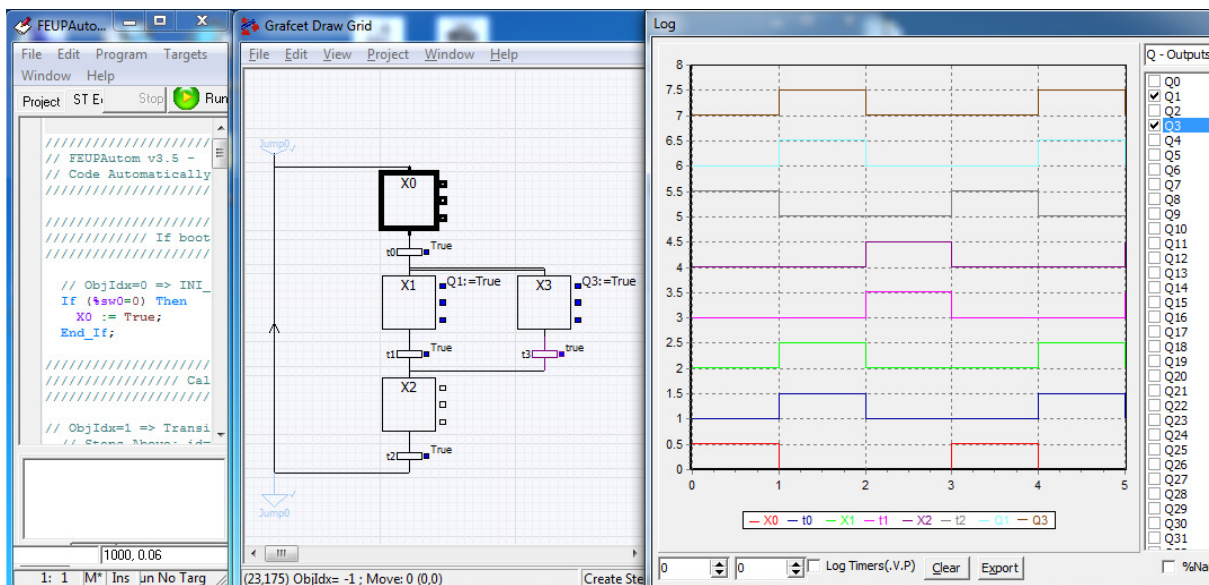 FEUPAuto...
File Edit Program Targets
Window Help
Project ST E Stop Run
//////////////////////
// FEUPAutom v3.5 -
// Code Automatically
//////////////////////
//////////////////////
///////////// If boot
//////////////////////
// ObjIdx=0 => INI_
If (%sw0=0) Then
X0 := True;
End_If;
//////////////////////
///////////////// Cal
//////////////////////
// ObjIdx=1 => Transi
// Steps Above: id=
1000, 0.06
1: 1 M* Ins un No Targ
Grafcet Draw Grid
File Edit View Project Window Help
Jump0
X0
t0 True
X1 Q1:=True X3 Q3:=True
t1 True t3 true
X2
t2 True
Jump0
(23,175) ObjIdx= -1 ; Move: 0 (0,0) Create Ste
Log
8
7.5
7
6.5
6
5.5
5
4.5
4
3.5
3
2.5
2
1.5
1
0.5
0
0 1 2 3 4 5
X0 t0 X1 t1 X2 t2 Q1 Q3
0 0 Log Timers(.V.P) Clear Export
Q - Outputs
Q0
Q1
Q2
Q3
Q4
Q5
Q6
Q7
Q8
Q9
Q10
Q11
Q12
Q13
Q14
Q15
Q16
Q17
Q18
Q19
Q20
Q21
Q22
Q23
Q24
Q25
Q26
Q27
Q28
Q29
Q30
Q31
%Na